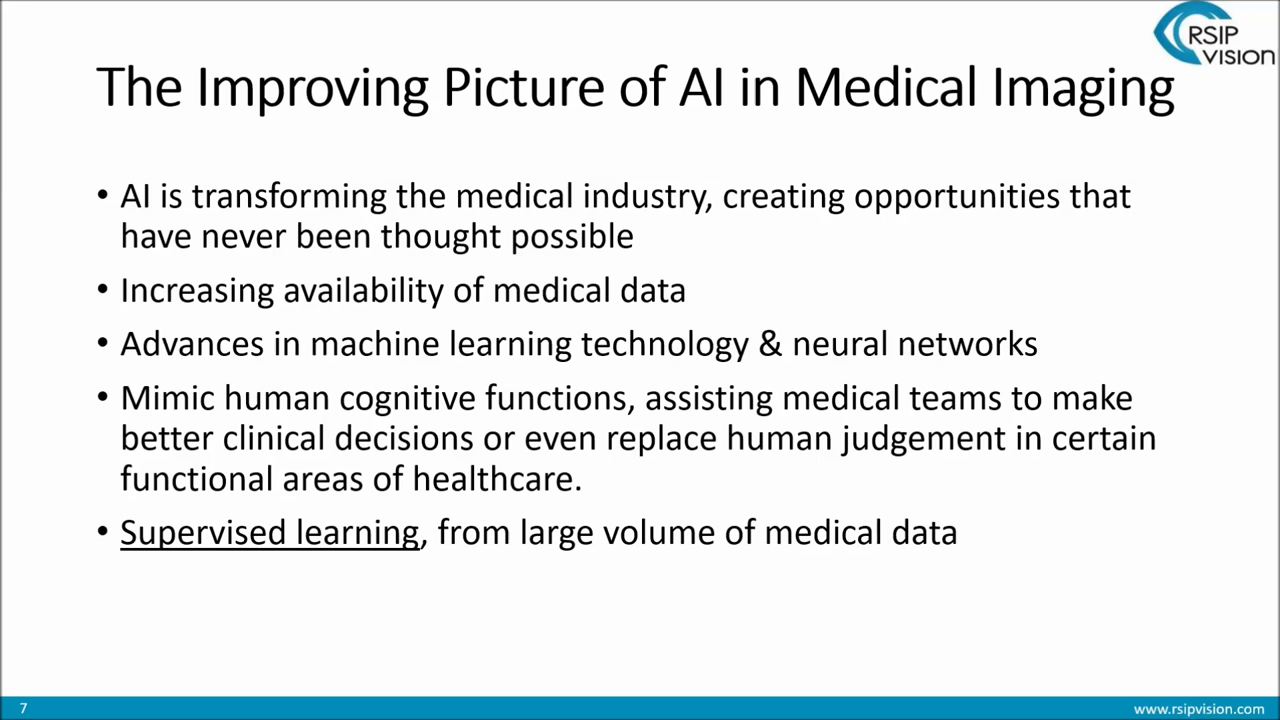 RSIP
vision
The Improving Picture of AI in Medical Imaging
• AI is transforming the medical industry, creating opportunities that
have never been thought possible
• Increasing availability of medical data
• Advances in machine learning technology & neural networks
• Mimic human cognitive functions, assisting medical teams to make
better clinical decisions or even replace human judgement in certain
functional areas of healthcare.
• Supervised learning, from large volume of medical data
7
www.rsipvision.com